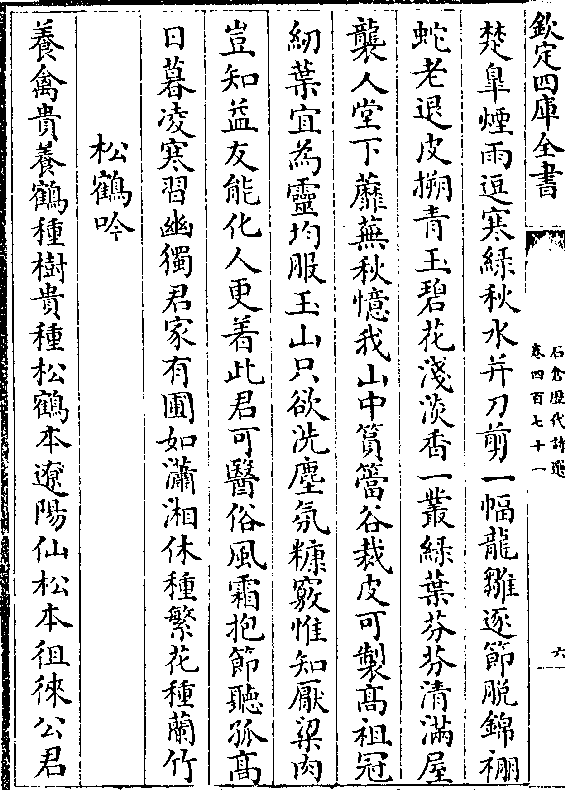 欽定四庫全書
石倉歷代詩選
卷四百七十一
六
楚臯煙雨逗寒綠秋水并刀剪一幅龍雛逐節脱錦褓
蛇老退皮搠青玉碧花淺淡香一叢綠葉芬芬清滿屋
襲人堂下蘼蕪秋憶我山中篔簹谷裁皮可製髙祖冠
紉葉宜為靈均服玉山只欲洗塵氛糠竅惟知厭梁肉
豈知益友能化人更着此君可醫俗風霜抱節聽孤髙
日暮凌寒習幽獨君家有圃如瀟湘休種繁花種蘭竹
松鶴吟
養禽貴養鶴種樹貴種松鶴本遼陽仙松本徂徠公君